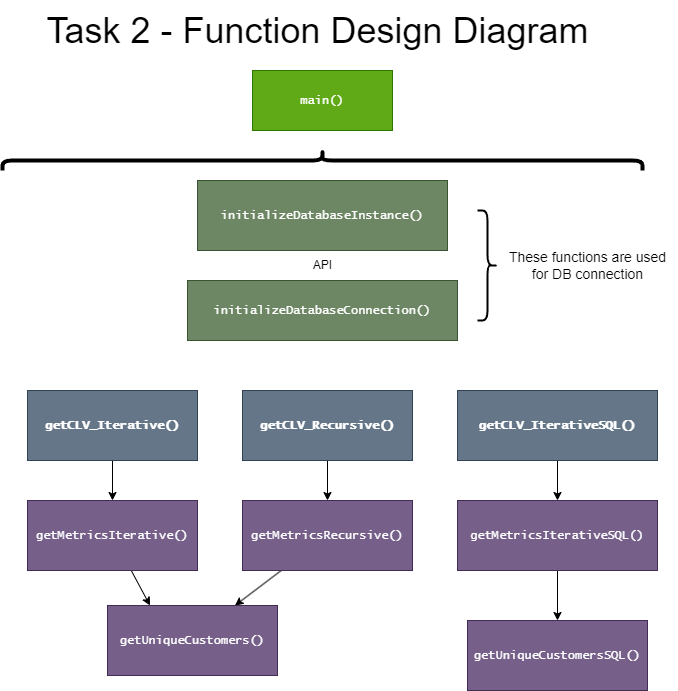 Task 2 - Function Design Diagram
main()
initializeDatabaseInstance()
API
These functions are used
for DB connection
initializeDatabaseConnection()
getCLV_Iterative()
getCLV_Recursive()
getCLV_IterativeSQL()
getMetricsIterative()
getMetricsRecursive()
getMetricsIterativeSQL()
getUniqueCustomers()
getUniqueCustomersSQL()